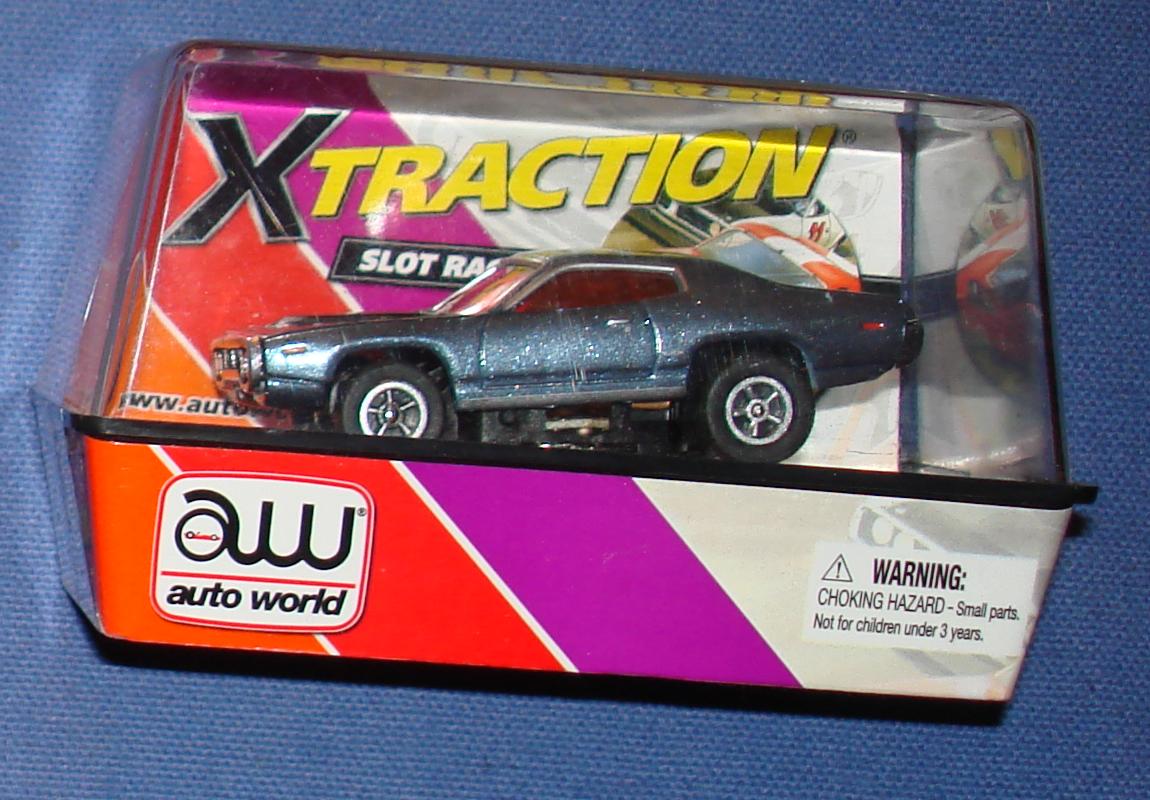 XTRACTION®
SLOT RAC
www.auto
aw®
auto world
WARNING:
CHOKING HAZARD - Small parts.
Not for children under 3 years.